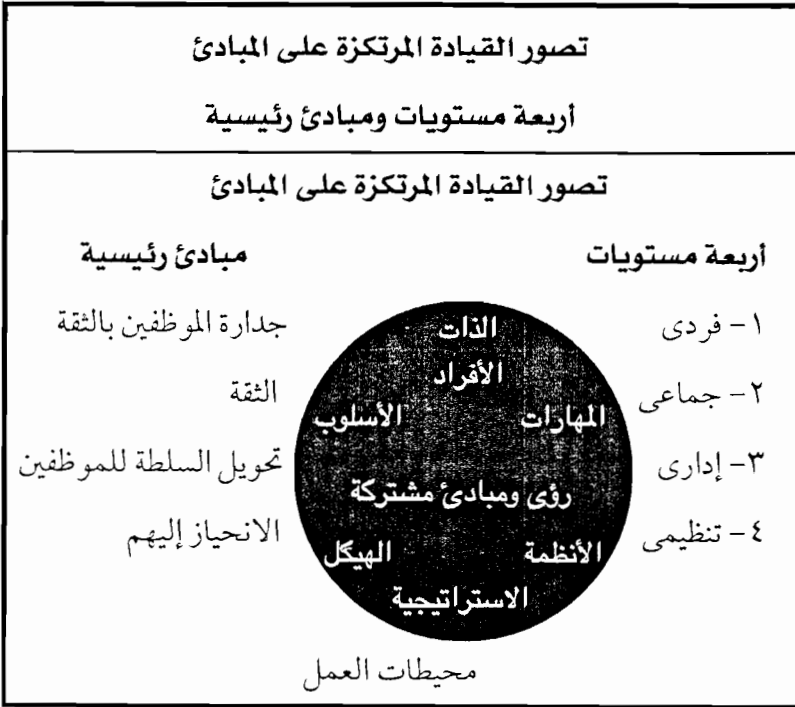 تصور القيادة المرتكزة على المبادئ
أربعة مستويات ومبادئ رئيسية
تصور القيادة المرتكزة على المبادئ
أربعة مستويات
مبادئ رئيسية
١- فردى
الذات
جدارة الموظفين بالثقة
الأفراد
٢- جماعى
المهارات
الأسلوب
الثقة
٣- إدارى
رؤى ومبادئ مشتركة
تحويل السلطة للموظفين
٤- تنظيمى
الأنظمة
الهيكل
الانحياز إليهم
الاستراتيجية
محيطات العمل